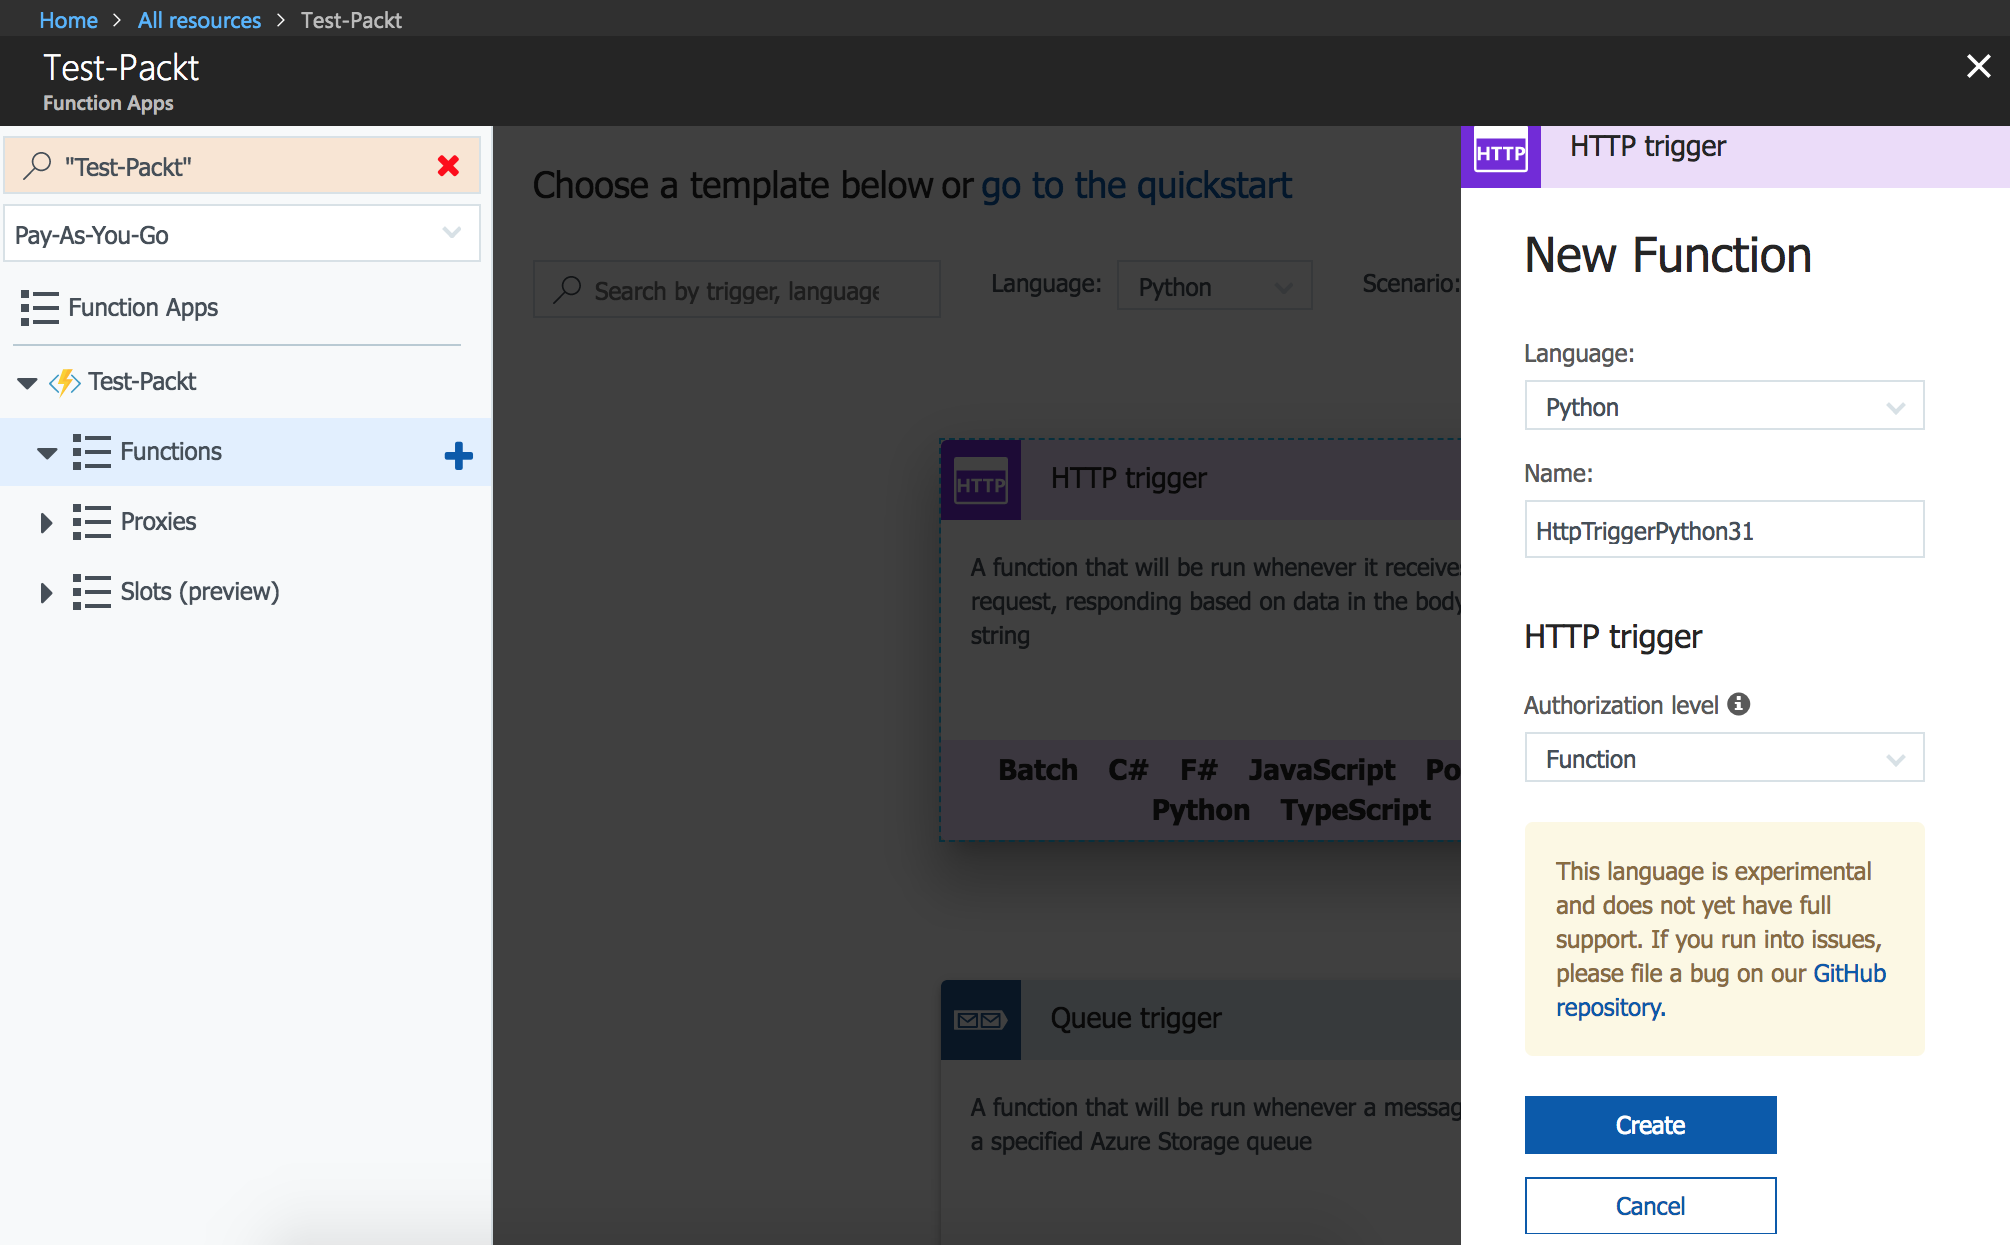 Home > All resources > Test-Packt
Test-Packt
Function Apps
"Test-Packt"
Pay-As-You-Go
Function Apps
Test-Packt
Functions
Proxies
Slots (preview)
Choose a template below or go to the quickstart
Search by trigger, language
Language: Python Scenario:
HTTP
HTTP trigger
A function that will be run whenever it receives
request, responding based on data in the body
string
Batch C# F# JavaScript Po
Python TypeScript
Queue trigger
A function that will be run whenever a messag
a specified Azure Storage queue
HTTP
HTTP trigger
New Function
Language:
Python
Name:
HttpTriggerPython31
HTTP trigger
Authorization level
Function
This language is experimental
and does not yet have full
support. If you run into issues,
please file a bug on our GitHub
repository.
Create
Cancel